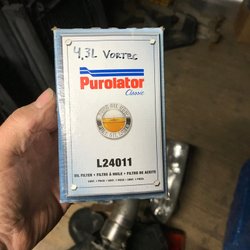 4.3L VORTEC
Purolator
Classic
L24011
OIL FILTER • FILTRE À HUILE • FILTRO DE ACEITE